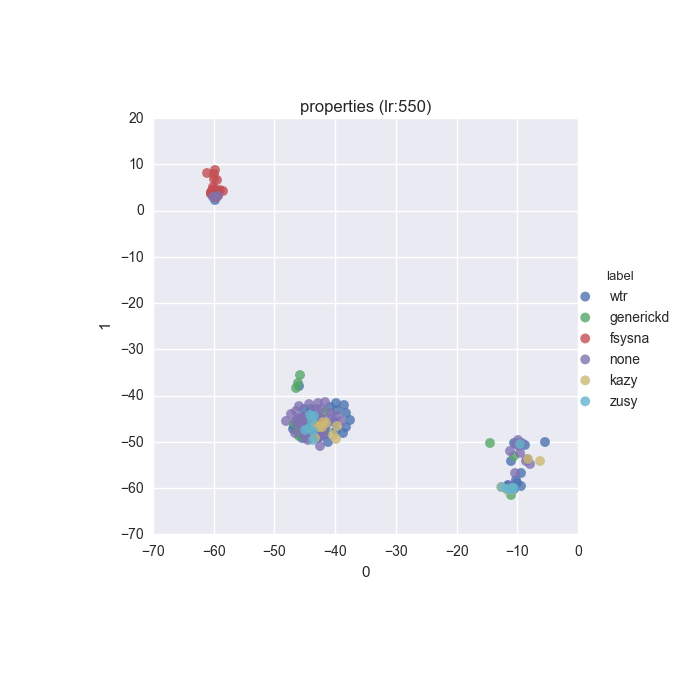 properties (lr:550)
20
10
0
−10
−20
−30
−40
−50
−60
−70
1
−70 −60 −50 −40 −30 −20 −10 0
0
label
wtr
generickd
fsysna
none
kazy
zusy